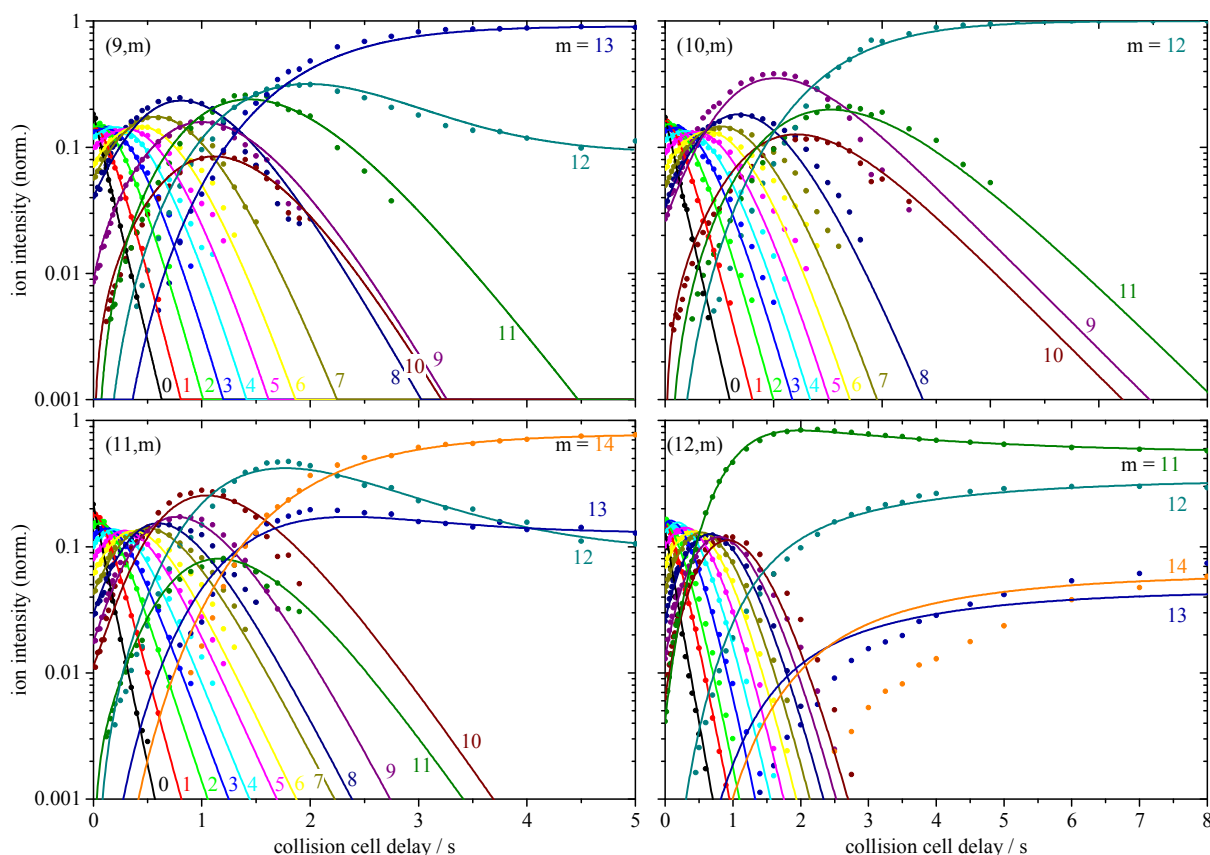 (9,m)
m = 13
12
11
0 1 2 3 4 5 6 7 8 10 9
1
0.1
0.01
0.001
ion intensity (norm.)
(10,m)
m = 12
11
9
10
0 1 2 3 4 5 6 7 8
(11,m)
m = 14
13
12
10
11
0 1 2 3 4 5 6 7 8 9
1
0.1
0.01
0.001
ion intensity (norm.)
0 1 2 3 4 5
collision cell delay / s
(12,m)
m = 11
12
14
13
0 1 2 3 4 5 6 7 8
collision cell delay / s